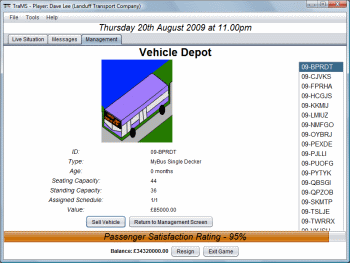 TraMS - Player: Dave Lee (Landuff Transport Company)
File Tools Help
Thursday 20th August 2009 at 11.00pm
Live Situation Messages Management
Vehicle Depot
09-BPRDT
09-CJVKS
09-FPRHA
09-HCGJS
09-KKMIJ
09-LMIUZ
09-NMFGO
09-OYBRJ
09-PEXDE
09-PJLLI
09-PUOFG
09-PYTYK
09-QBSGI
09-QPZOB
09-SKMTP
09-TSLJE
09-TWRRX
ID: 09-BPRDT
Type: MyBus Single Decker
Age: 0 months
Seating Capacity: 44
Standing Capacity: 36
Assigned Schedule: 1/1
Value: £85000.00
Sell Vehicle Return to Management Screen
Passenger Satisfaction Rating - 95%
Balance: £34320000.00 Resign Exit Game